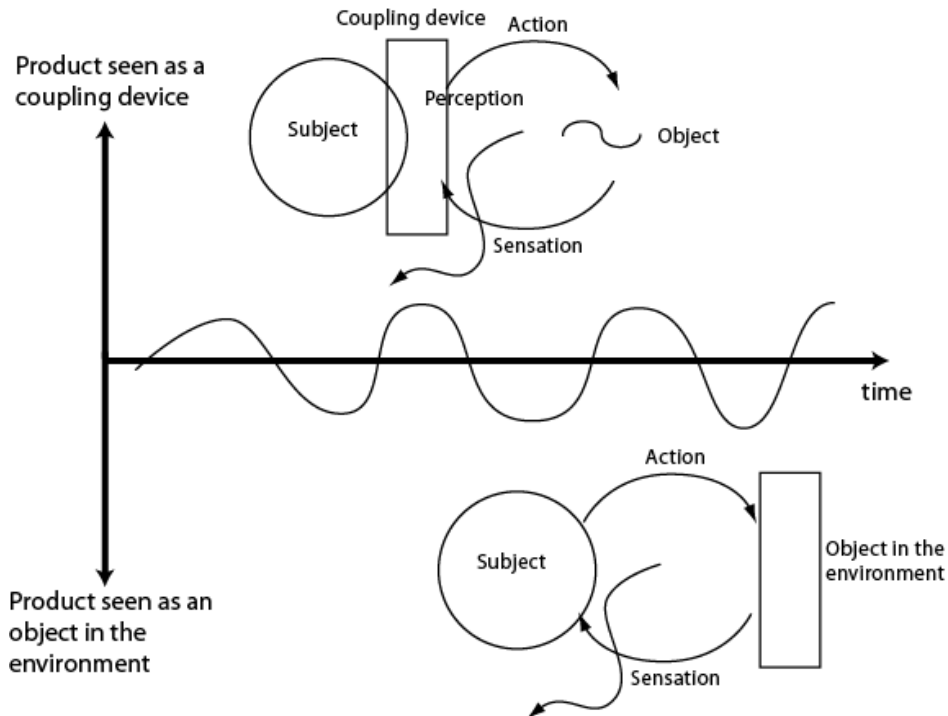 Coupling device
Action
Product seen as a
coupling device
Perception
Subject
Object
Sensation
time
Action
Subject
Object in the
environment
Product seen as an
object in the
environment
Sensation